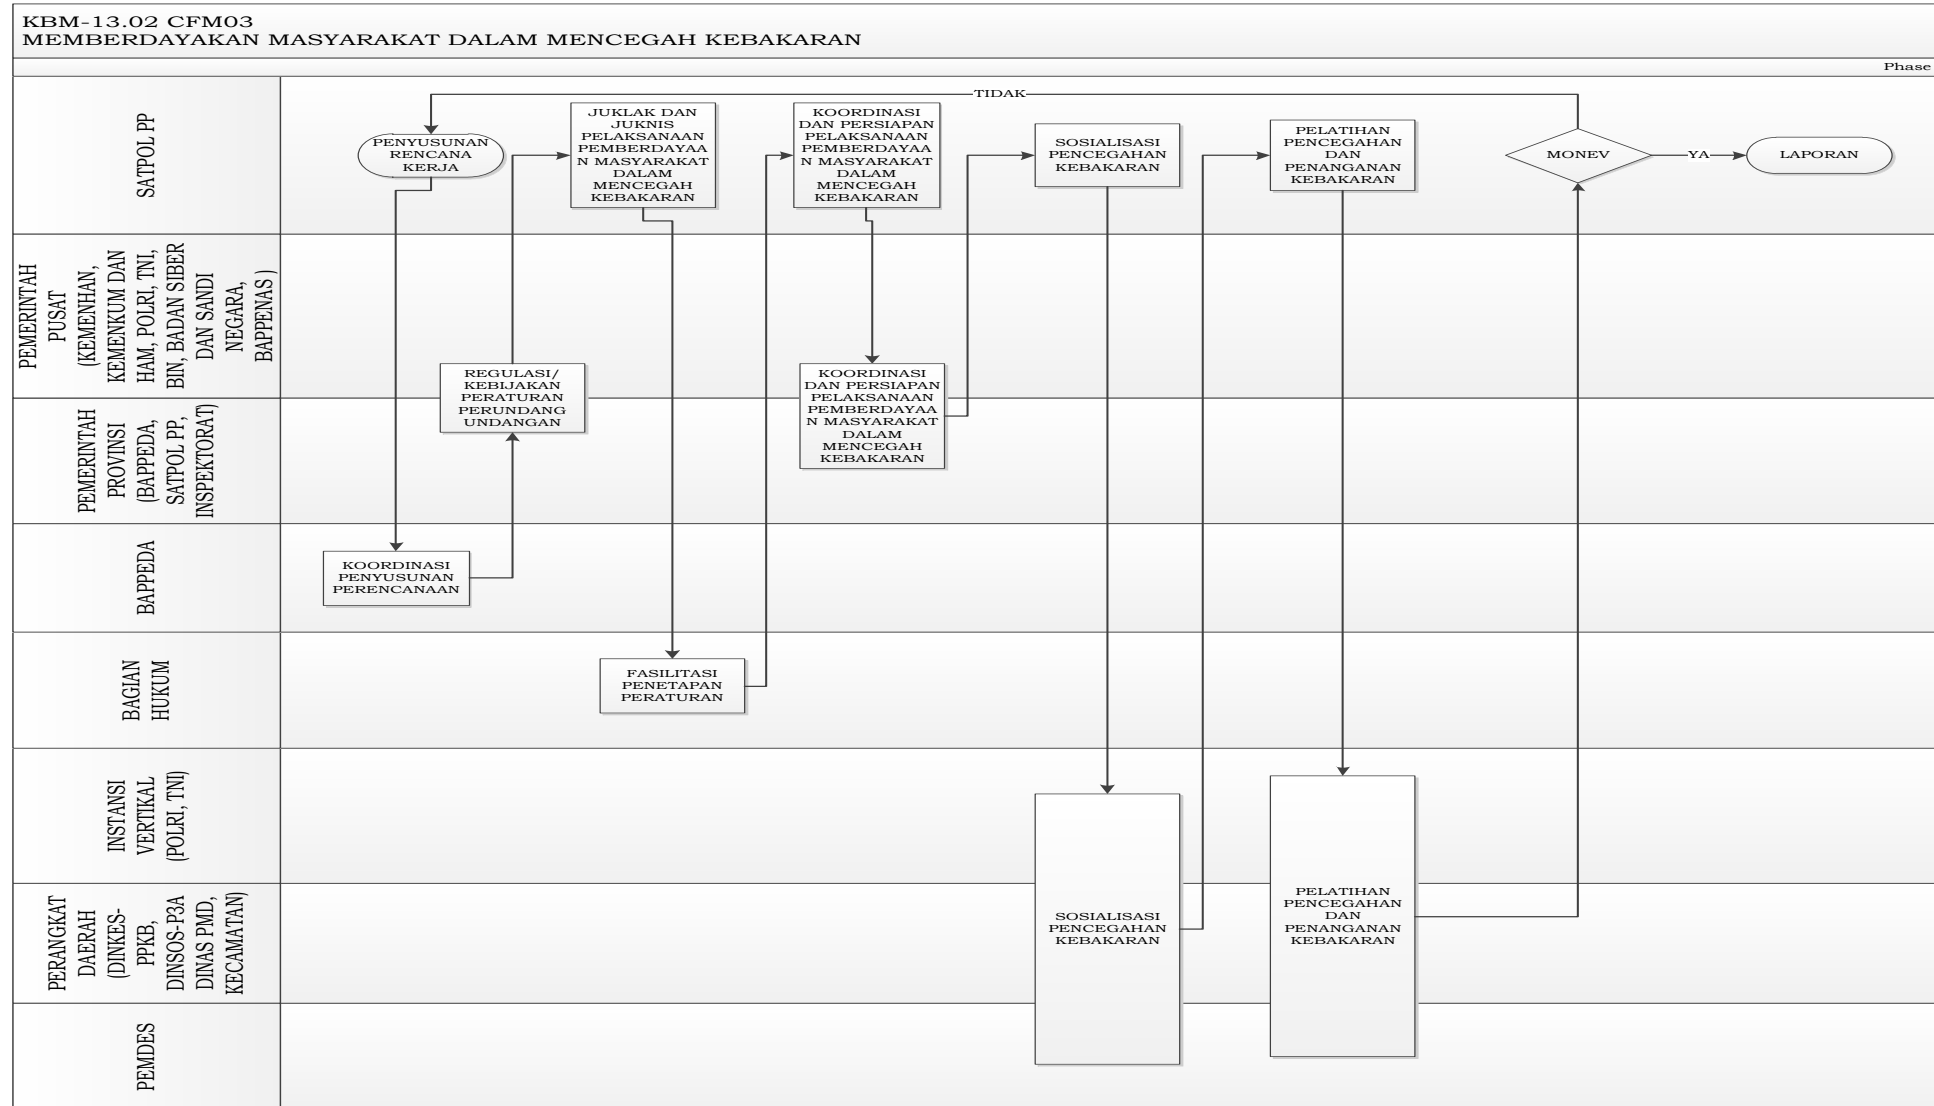 KBM-13.02 CFM03
MEMBERDAYAKAN MASYARAKAT DALAM MENCEGAH KEBAKARAN
Phase
SATPOL PP
PENYUSUNAN
RENCANA
KERJA
JUKLAK DAN
JUKNIS
PELAKSANAAN
PEMBERDAYAA
N MASYARAKAT
DALAM
MENCEGAH
KEBAKARAN
KOORDINASI
DAN PERSIAPAN
PELAKSANAAN
PEMBERDAYAA
N MASYARAKAT
DALAM
MENCEGAH
KEBAKARAN
TIDAK
SOSIALISASI
PENCEGAHAN
KEBAKARAN
PELATIHAN
PENCEGAHAN
DAN
PENANGANAN
KEBAKARAN
MONEV
YA
LAPORAN
PEMERINTAH
PUSAT
(KEMENHAN,
KEMENKUM DAN
HAM, POLRI, TNI,
BIN, BADAN SIBER
DAN SANDI
NEGARA,
BAPPENAS )
REGULASI/
KEBIJAKAN
PERATURAN
PERUNDANG
UNDANGAN
KOORDINASI
DAN PERSIAPAN
PELAKSANAAN
PEMBERDAYAA
N MASYARAKAT
DALAM
MENCEGAH
KEBAKARAN
PEMERINTAH
PROVINSI
(BAPPEDA,
SATPOL PP,
INSPEKTORAT)
BAPPEDA
KOORDINASI
PENYUSUNAN
PERENCANAAN
BAGIAN
HUKUM
FASILITASI
PENETAPAN
PERATURAN
INSTANSI
VERTIKAL
(POLRI, TNI)
PERANGKAT
DAERAH
(DINKES-
PPKB,
DINSOS-P3A
DINAS PMD,
KECAMATAN)
SOSIALISASI
PENCEGAHAN
KEBAKARAN
PELATIHAN
PENCEGAHAN
DAN
PENANGANAN
KEBAKARAN
PEMDES